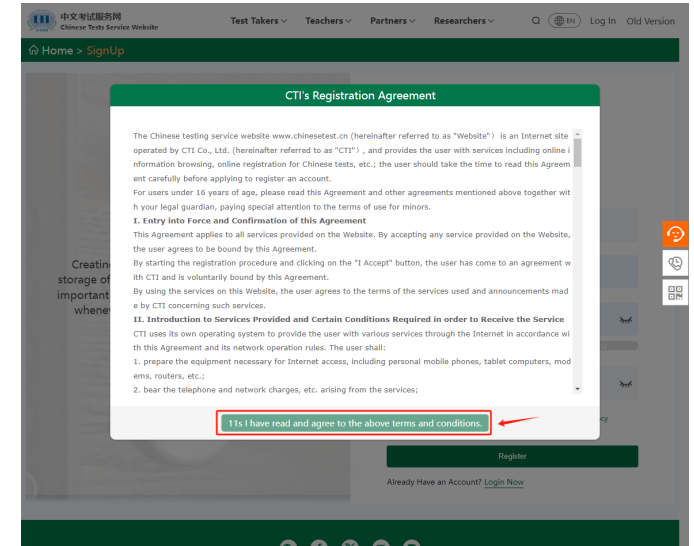 中文考试服务网
Chinese Tests Service Website
Test Takers
Teachers
Partners
Researchers
EN
Log In
Old Version
Home > SignUp
CTI's Registration Agreement
The Chinese testing service website www.chinesetest.cn (hereinafter referred to as "Website") is an Internet site
operated by CTI Co., Ltd. (hereinafter referred to as "CTI"), and provides the user with services including online i
nformation browsing, online registration for Chinese tests, etc.; the user should take the time to read this Agreem
ent carefully before applying to register an account.
For users under 16 years of age, please read this Agreement and other agreements mentioned above together wit
h your legal guardian, paying special attention to the terms of use for minors.
I. Entry into Force and Confirmation of this Agreement
This Agreement applies to all services provided on the Website. By accepting any service provided on the Website,
the user agrees to be bound by this Agreement.
By starting the registration procedure and clicking on the "I Accept" button, the user has come to an agreement w
ith CTI and is voluntarily bound by this Agreement.
By using the services on this Website, the user agrees to the terms of the services used and announcements mad
e by CTI concerning such services.
II. Introduction to Services Provided and Certain Conditions Required in order to Receive the Service
CTI uses its own operating system to provide the user with various services through the Internet in accordance wi
th this Agreement and its network operation rules. The user shall:
1. prepare the equipment necessary for Internet access, including personal mobile phones, tablet computers, mod
ems, routers, etc.;
2. bear the telephone and network charges, etc. arising from the services;
11s I have read and agree to the above terms and conditions.
Creatin
storage of
important
whene
Register
Already Have an Account? Login Now